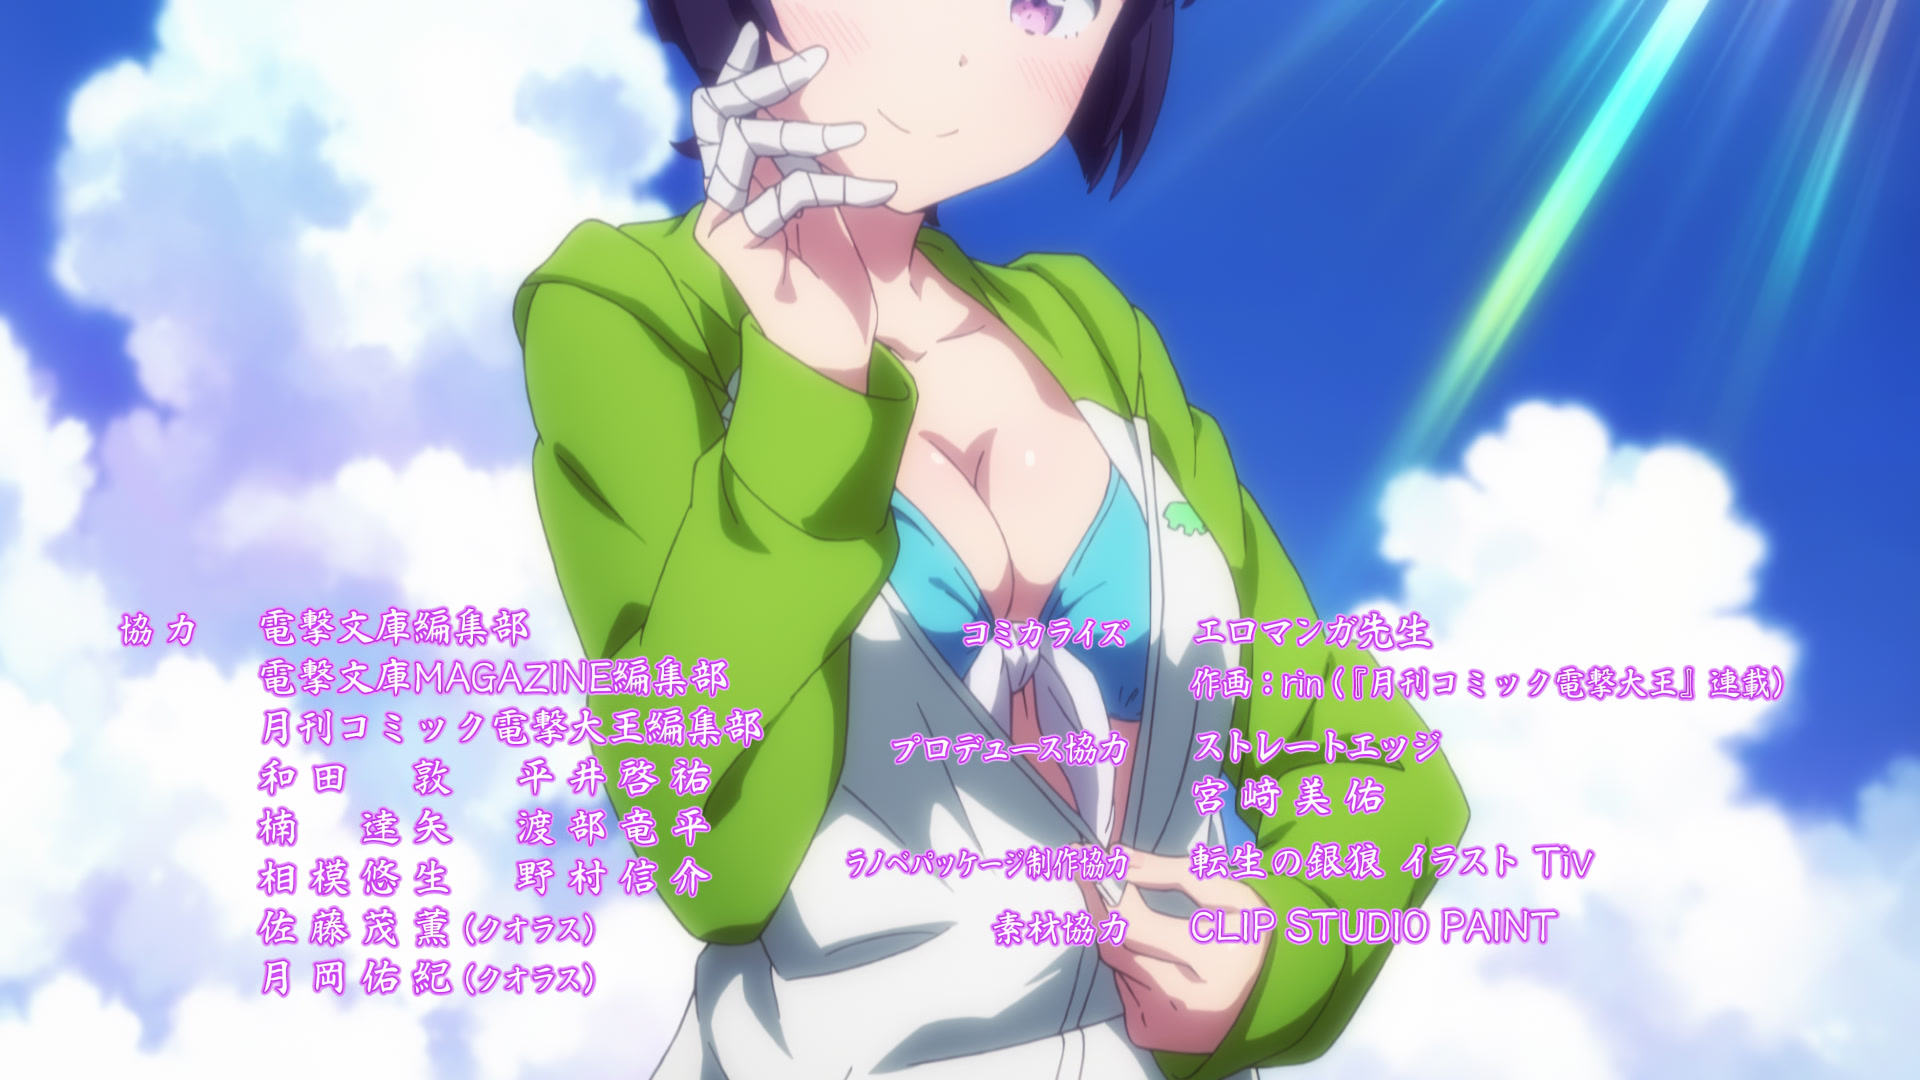 協力 電撃文庫編集部
電撃文庫MAGAZINE編集部
月刊コミック電撃大王編集部
和田 敦 平井啓祐
楠 達矢 渡部竜平
相模悠生 野村信介
佐藤茂薫(クオラス)
月岡佑紀(クオラス)
コミカライズ エロマンガ先生
作画：rin(『月刊コミック電撃大王』連載)
プロデュース協力 ストレートエッジ
宮﨑美佑
ラノベパッケージ制作協力 転生の銀狼 イラスト Tiv
素材協力 CLIP STUDIO PAINT